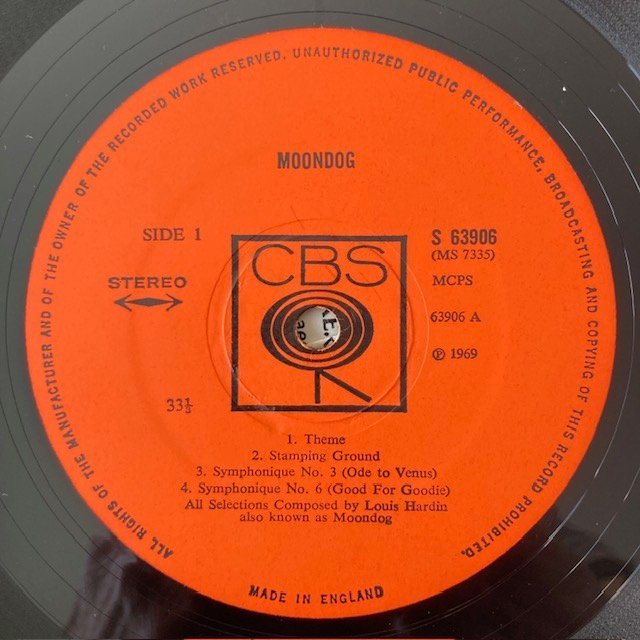 ALL RIGHTS OF THE MANUFACTURER AND OF THE OWNER OF THE RECORDED WORK RESERVED. UNAUTHORIZED PUBLIC PERFORMANCE, BROADCASTING AND COPYING OF THIS RECORD PROHIBITED.
MOONDOG
SIDE 1
S 63906
(MS 7335)
STEREO
MCPS
CBS
63906 A
℗ 1969
33⅓
1. Theme
2. Stamping Ground
3. Symphonique No. 3 (Ode to Venus)
4. Symphonique No. 6 (Good For Goodie)
All Selections Composed by Louis Hardin
also known as Moondog
MADE IN ENGLAND